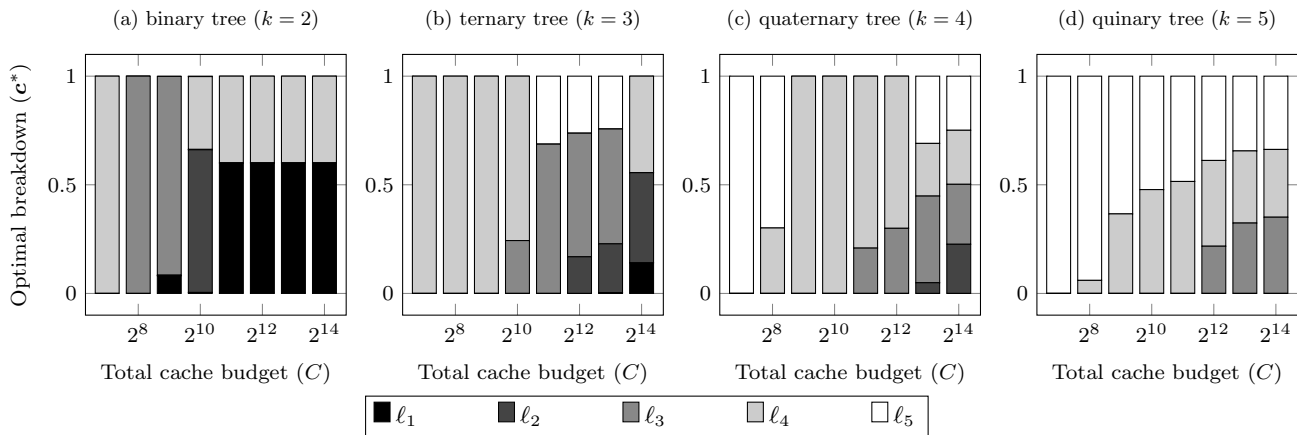 (a) binary tree (k = 2)
(b) ternary tree (k = 3)
(c) quaternary tree (k = 4)
(d) quinary tree (k = 5)
Optimal breakdown (c*)
1
0.5
0
2^8 2^10 2^12 2^14
Total cache budget (C)
1
0.5
0
2^8 2^10 2^12 2^14
Total cache budget (C)
1
0.5
0
2^8 2^10 2^12 2^14
Total cache budget (C)
1
0.5
0
2^8 2^10 2^12 2^14
Total cache budget (C)
ℓ₁ ℓ₂ ℓ₃ ℓ₄ ℓ₅